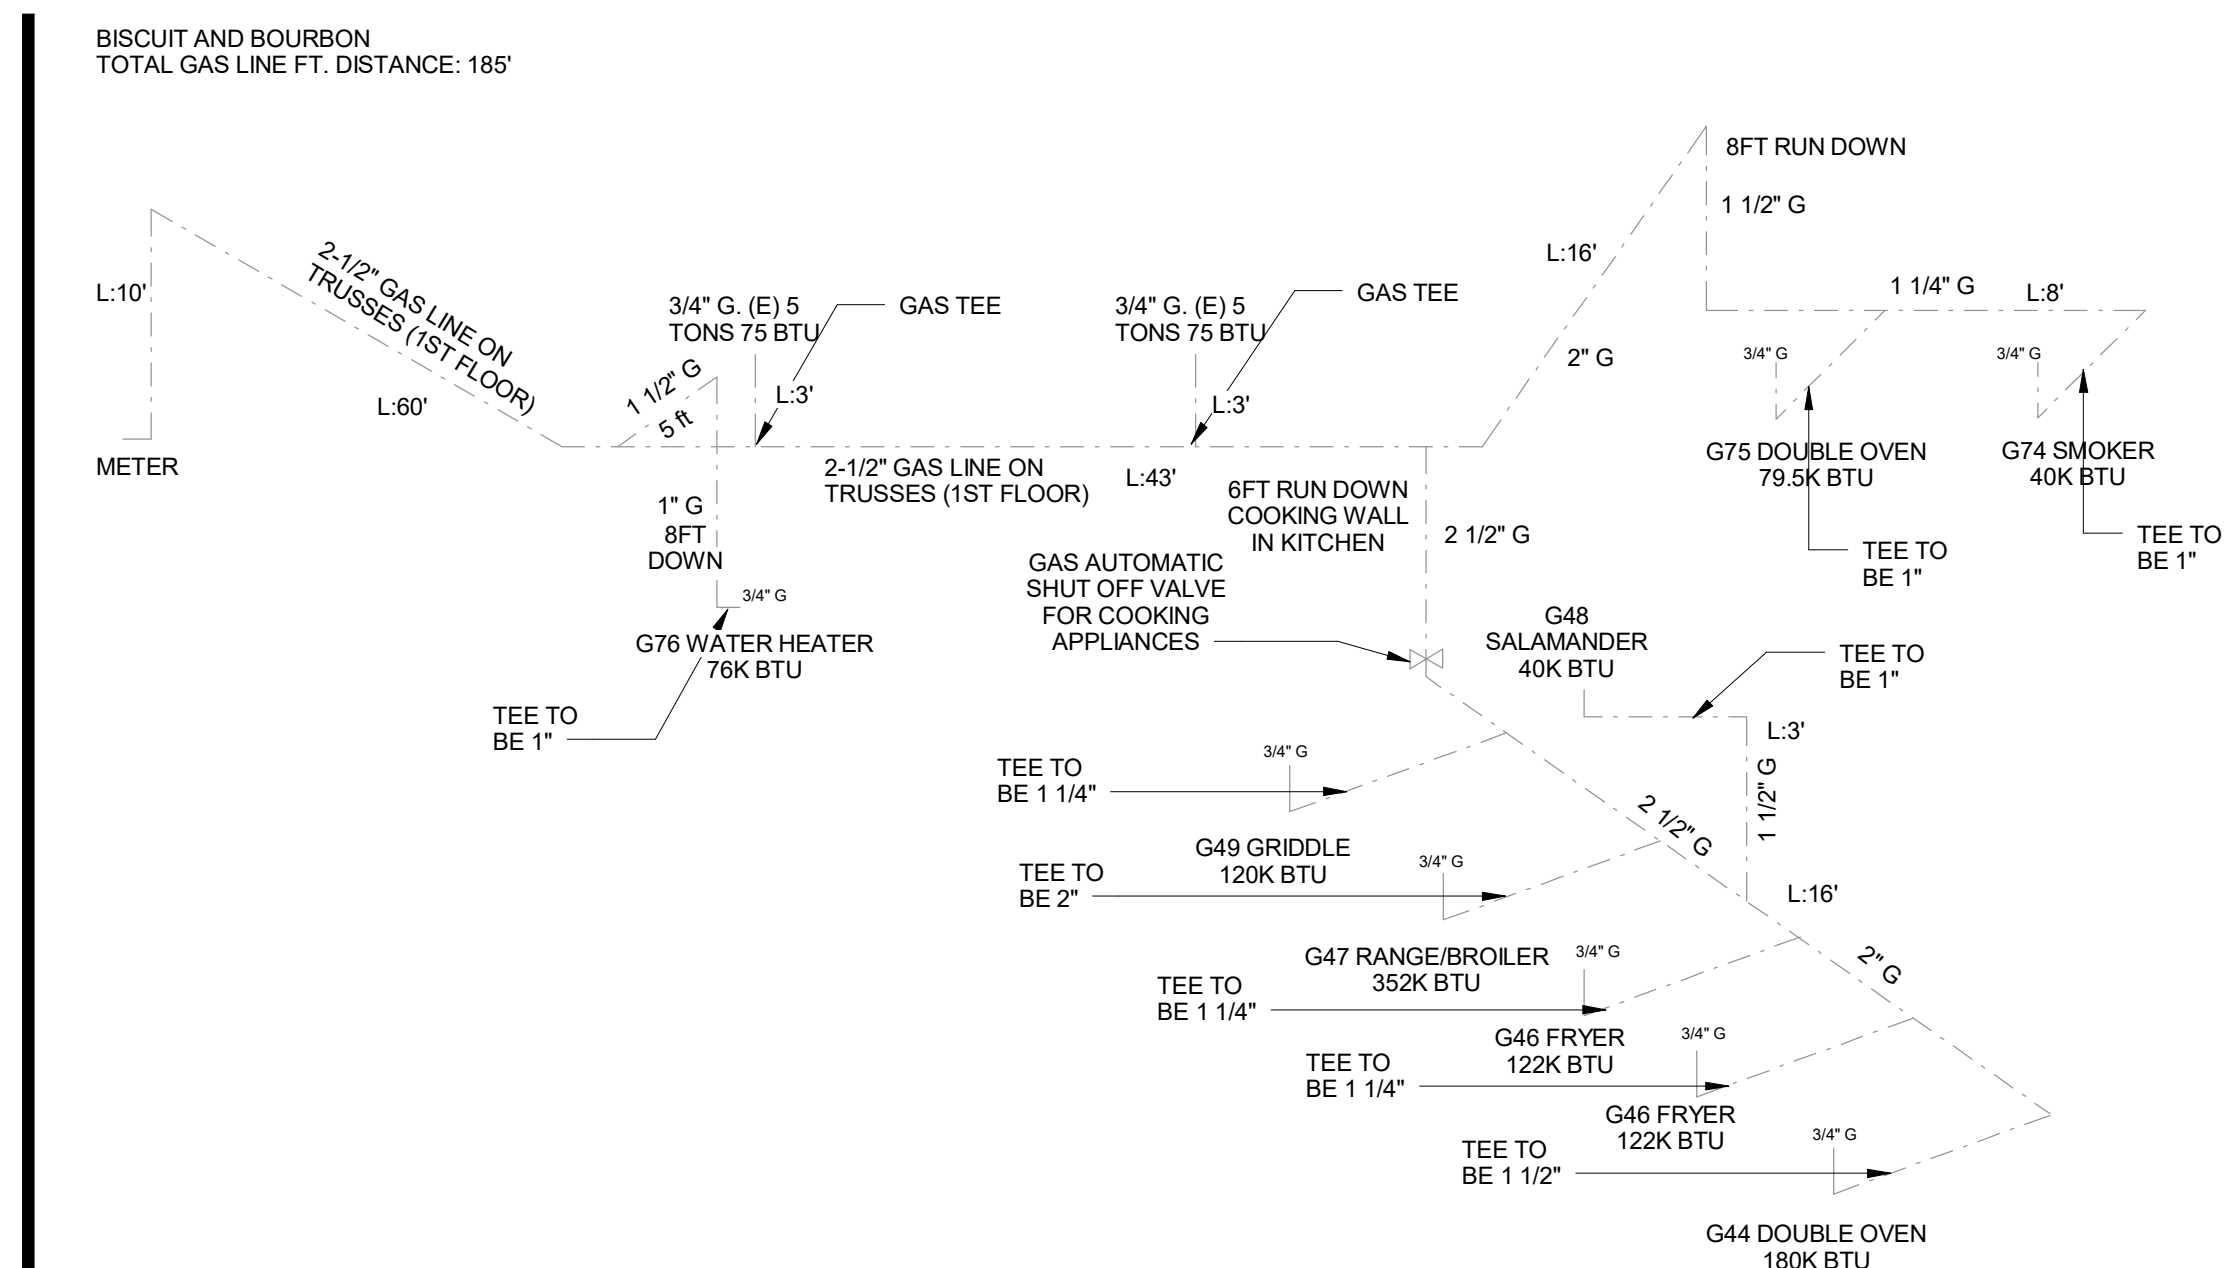 BISCUIT AND BOURBON
TOTAL GAS LINE FT. DISTANCE: 185'
8FT RUN DOWN
1 1/2" G
L:16'
2" G
1 1/4" G
L:8'
L:10'
2-1/2" GAS LINE ON
TRUSSES (1ST FLOOR)
L:60'
METER
3/4" G. (E) 5
TONS 75 BTU
GAS TEE
L:3'
1 1/2" G
5 ft
3/4" G. (E) 5
TONS 75 BTU
GAS TEE
L:3'
3/4" G
3/4" G
G75 DOUBLE OVEN
79.5K BTU
G74 SMOKER
40K BTU
TEE TO
BE 1"
TEE TO
BE 1"
2-1/2" GAS LINE ON
TRUSSES (1ST FLOOR)
L:43'
1" G
8FT
DOWN
3/4" G
G76 WATER HEATER
76K BTU
TEE TO
BE 1"
6FT RUN DOWN
COOKING WALL
IN KITCHEN
2 1/2" G
GAS AUTOMATIC
SHUT OFF VALVE
FOR COOKING
APPLIANCES
G48
SALAMANDER
40K BTU
TEE TO
BE 1"
L:3'
1 1/2" G
3/4" G
TEE TO
BE 1 1/4"
2 1/2" G
G49 GRIDDLE
120K BTU
3/4" G
TEE TO
BE 2"
L:16'
G47 RANGE/BROILER
352K BTU
3/4" G
2" G
TEE TO
BE 1 1/4"
G46 FRYER
122K BTU
3/4" G
TEE TO
BE 1 1/4"
G46 FRYER
122K BTU
3/4" G
TEE TO
BE 1 1/2"
G44 DOUBLE OVEN
180K BTU